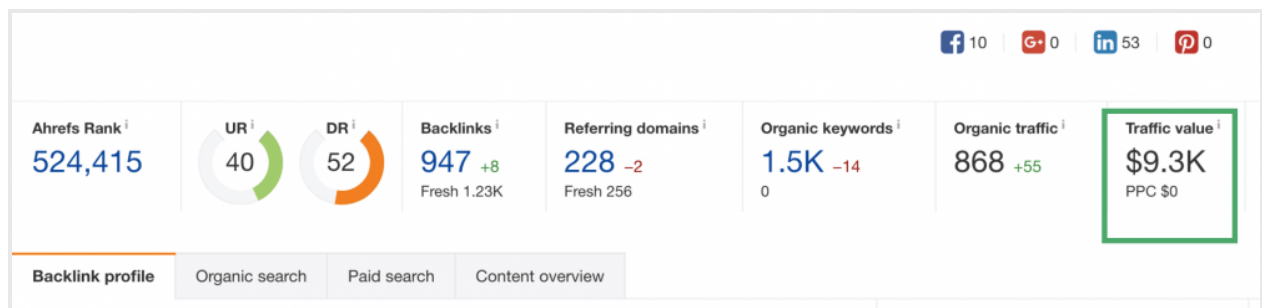 10 G+ 0 in 53 0
Ahrefs Rank i UR i DR i Backlinks i Referring domains i Organic keywords i Organic traffic i Traffic value i
524,415 40 52 947 +8 228 –2 1.5K –14 868 +55 $9.3K
Fresh 1.23K Fresh 256 0 PPC $0
Backlink profile Organic search Paid search Content overview